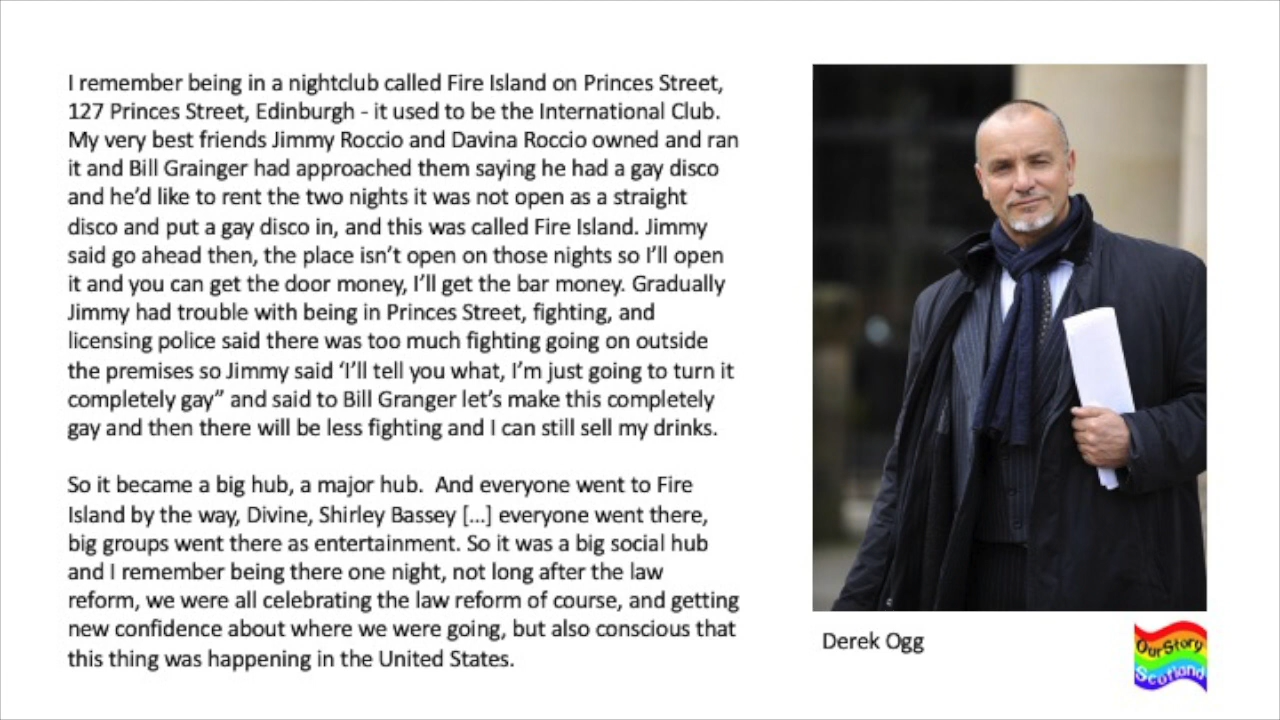 I remember being in a nightclub called Fire Island on Princes Street,
127 Princes Street, Edinburgh - it used to be the International Club.
My very best friends Jimmy Roccio and Davina Roccio owned and ran
it and Bill Grainger had approached them saying he had a gay disco
and he’d like to rent the two nights it was not open as a straight
disco and put a gay disco in, and this was called Fire Island. Jimmy
said go ahead then, the place isn’t open on those nights so I’ll open
it and you can get the door money, I’ll get the bar money. Gradually
Jimmy had trouble with being in Princes Street, fighting, and
licensing police said there was too much fighting going on outside
the premises so Jimmy said ‘I’ll tell you what, I’m just going to turn it
completely gay” and said to Bill Granger let’s make this completely
gay and then there will be less fighting and I can still sell my drinks.
So it became a big hub, a major hub.  And everyone went to Fire
Island by the way, Divine, Shirley Bassey [...] everyone went there,
big groups went there as entertainment. So it was a big social hub
and I remember being there one night, not long after the law
reform, we were all celebrating the law reform of course, and getting
new confidence about where we were going, but also conscious that
this thing was happening in the United States.
Derek Ogg
OurStory
Scotland